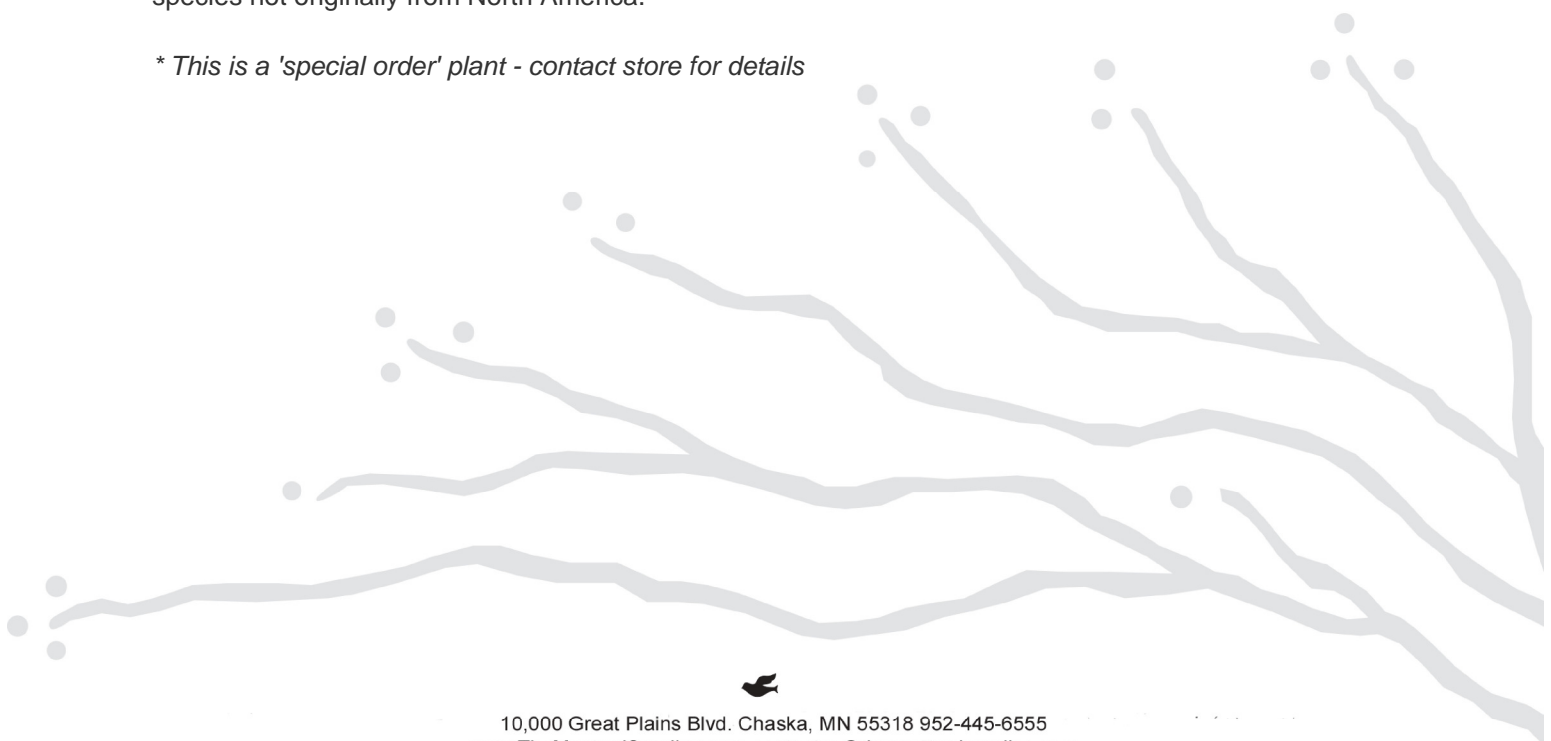 species not originally from North America.
* This is a 'special order' plant - contact store for details
10,000 Great Plains Blvd. Chaska, MN 55318 952-445-6555